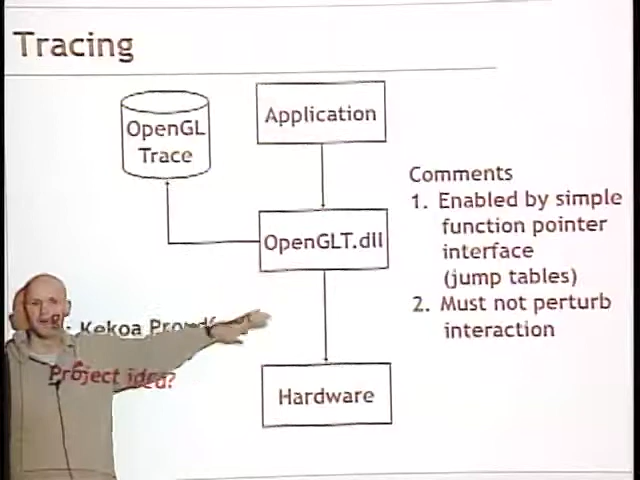 Tracing
OpenGL
Trace
Application
OpenGLT.dll
Hardware
Comments
1. Enabled by simple
function pointer
interface
(jump tables)
2. Must not perturb
interaction
Kekoa
Project idea?